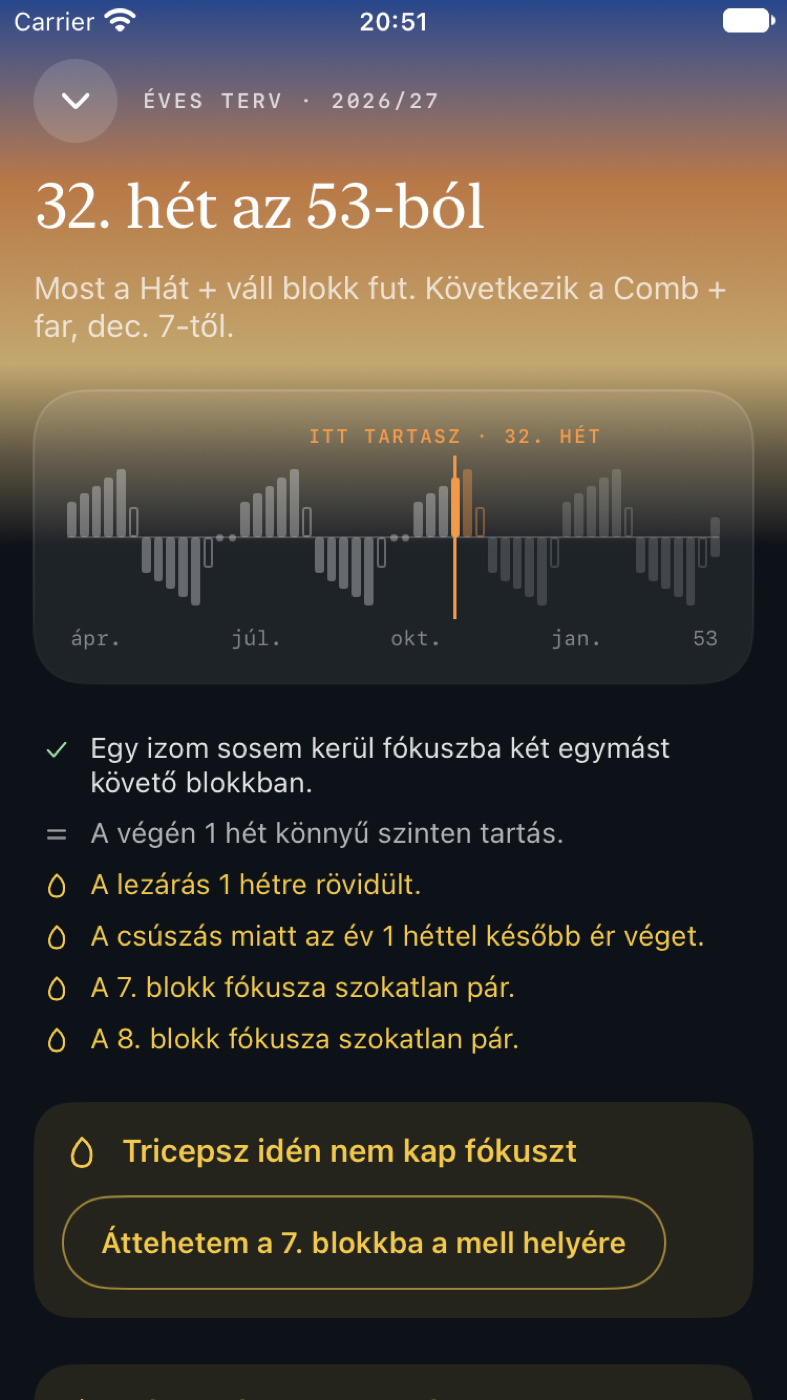 Carrier 20:51
ÉVES TERV · 2026/27
32. hét az 53-ból
Most a Hát + váll blokk fut. Következik a Comb +
far, dec. 7-től.
ITT TARTASZ · 32. HÉT
ápr. júl. okt. jan. 53
Egy izom sosem kerül fókuszba két egymást
követő blokkban.
A végén 1 hét könnyű szinten tartás.
A lezárás 1 hétre rövidült.
A csúszás miatt az év 1 héttel később ér véget.
A 7. blokk fókusza szokatlan pár.
A 8. blokk fókusza szokatlan pár.
Tricepsz idén nem kap fókuszt
Áttehetem a 7. blokkba a mell helyére